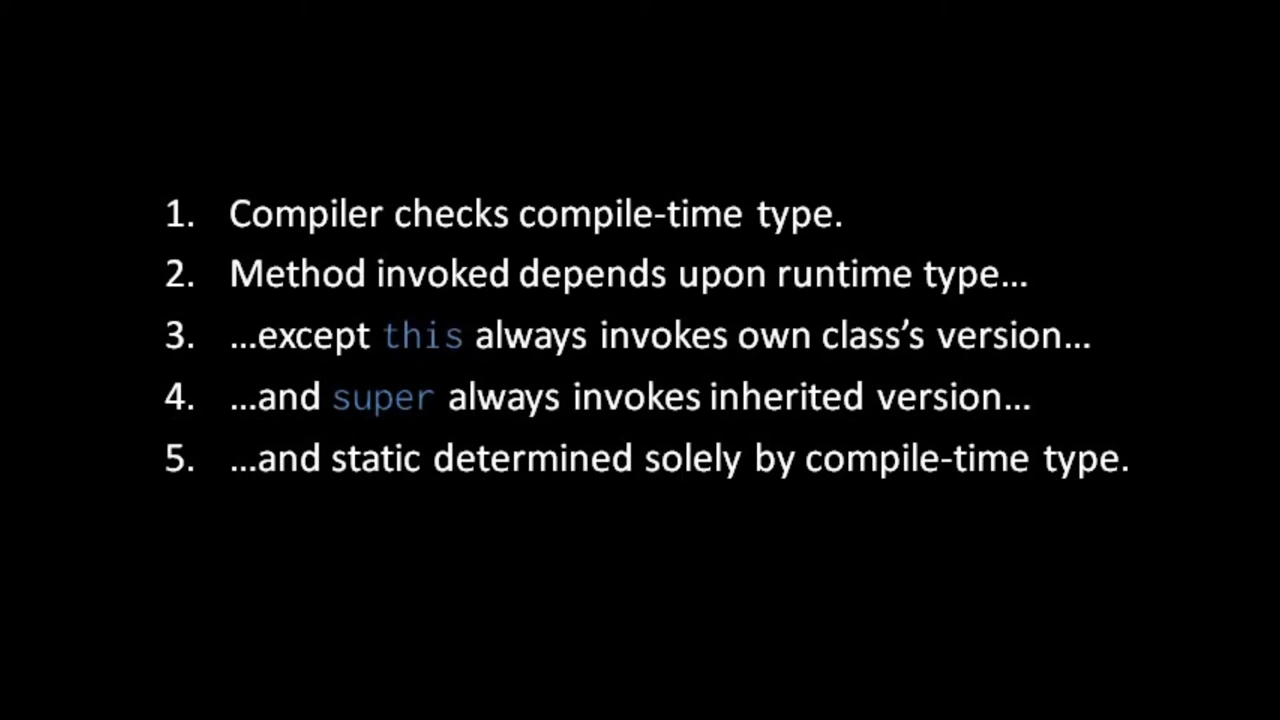 1. Compiler checks compile-time type.
2. Method invoked depends upon runtime type…
3. …except this always invokes own class’s version…
4. …and super always invokes inherited version…
5. …and static determined solely by compile-time type.